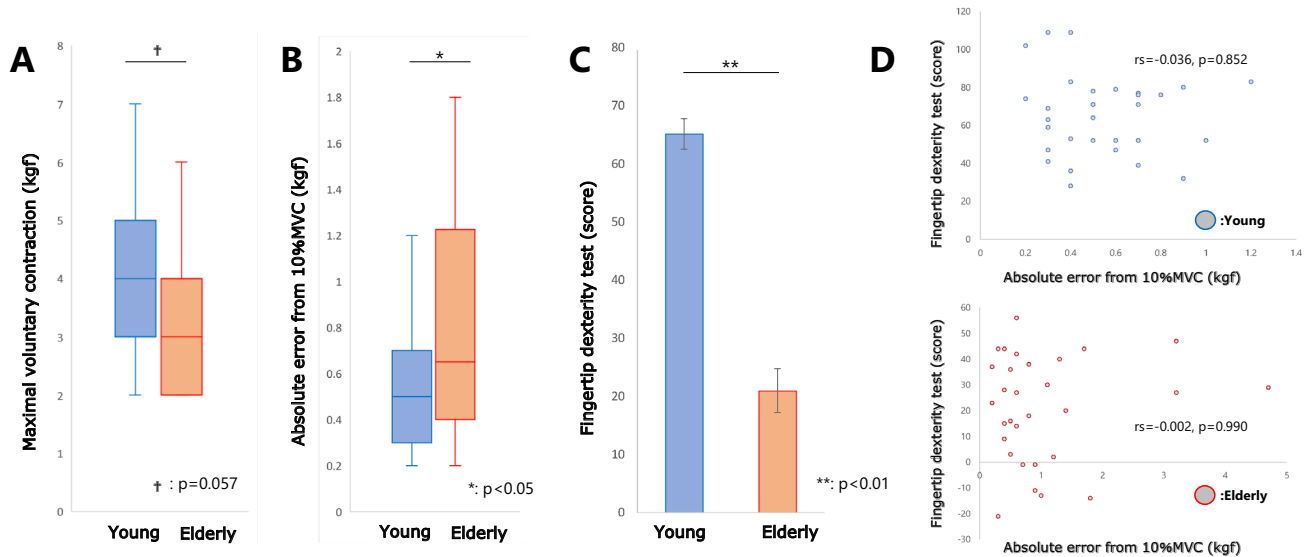 A
†
Maximal voluntary contraction (kgf)
8
7
6
5
4
3
2
1
0
† : p=0.057
Young Elderly
B
*
Absolute error from 10%MVC (kgf)
2
1.8
1.6
1.4
1.2
1
0.8
0.6
0.4
0.2
0
*: p<0.05
Young Elderly
C
**
Fingertip dexterity test (score)
80
70
60
50
40
30
20
10
0
**: p<0.01
Young Elderly
D
Fingertip dexterity test (score)
120
100
80
60
40
20
0
rs=-0.036, p=0.852
:Young
0 0.2 0.4 0.6 0.8 1 1.2 1.4
Absolute error from 10%MVC (kgf)
Fingertip dexterity test (score)
60
50
40
30
20
10
0
-10
-20
-30
rs=-0.002, p=0.990
0 1 2 3 4 5
:Elderly
Absolute error from 10%MVC (kgf)